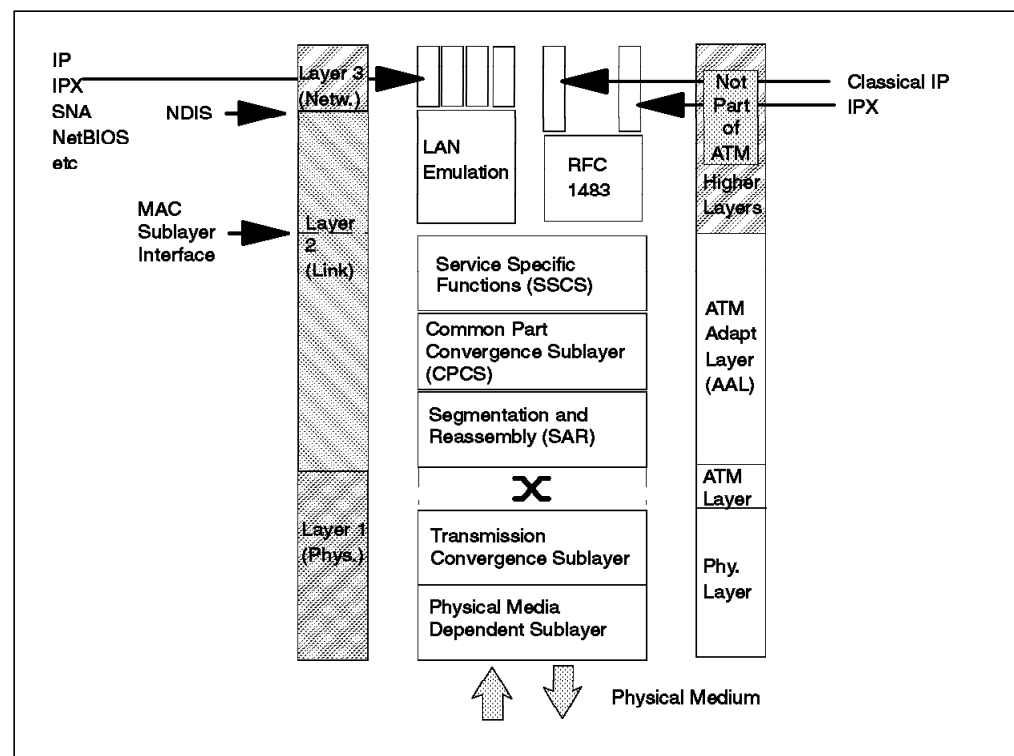 IP
IPX
SNA
NetBIOS
etc
NDIS
MAC
Sublayer
Interface
Layer 3
(Netw.)
Layer
2
(Link)
Layer 1
(Phys.)
LAN
Emulation
RFC
1483
Service Specific
Functions (SSCS)
Common Part
Convergence Sublayer
(CPCS)
Segmentation and
Reassembly (SAR)
Transmission
Convergence Sublayer
Physical Media
Dependent Sublayer
Physical Medium
Not
Part
of
ATM
Higher
Layers
ATM
Adapt
Layer
(AAL)
ATM
Layer
Phy.
Layer
Classical IP
IPX